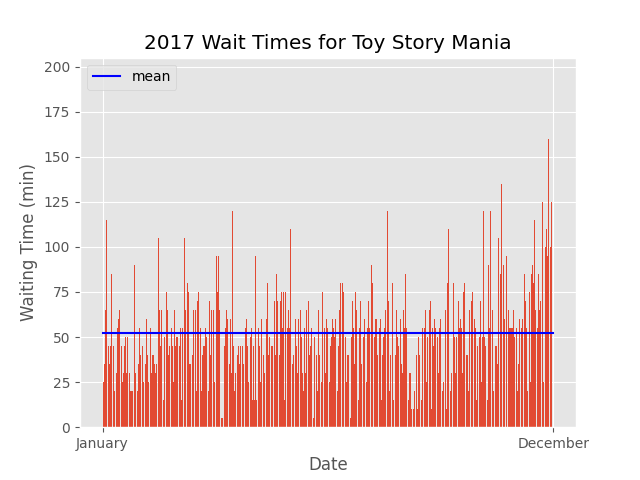 2017 Wait Times for Toy Story Mania
mean
200
175
150
125
100
75
50
25
0
Waiting Time (min)
January
December
Date